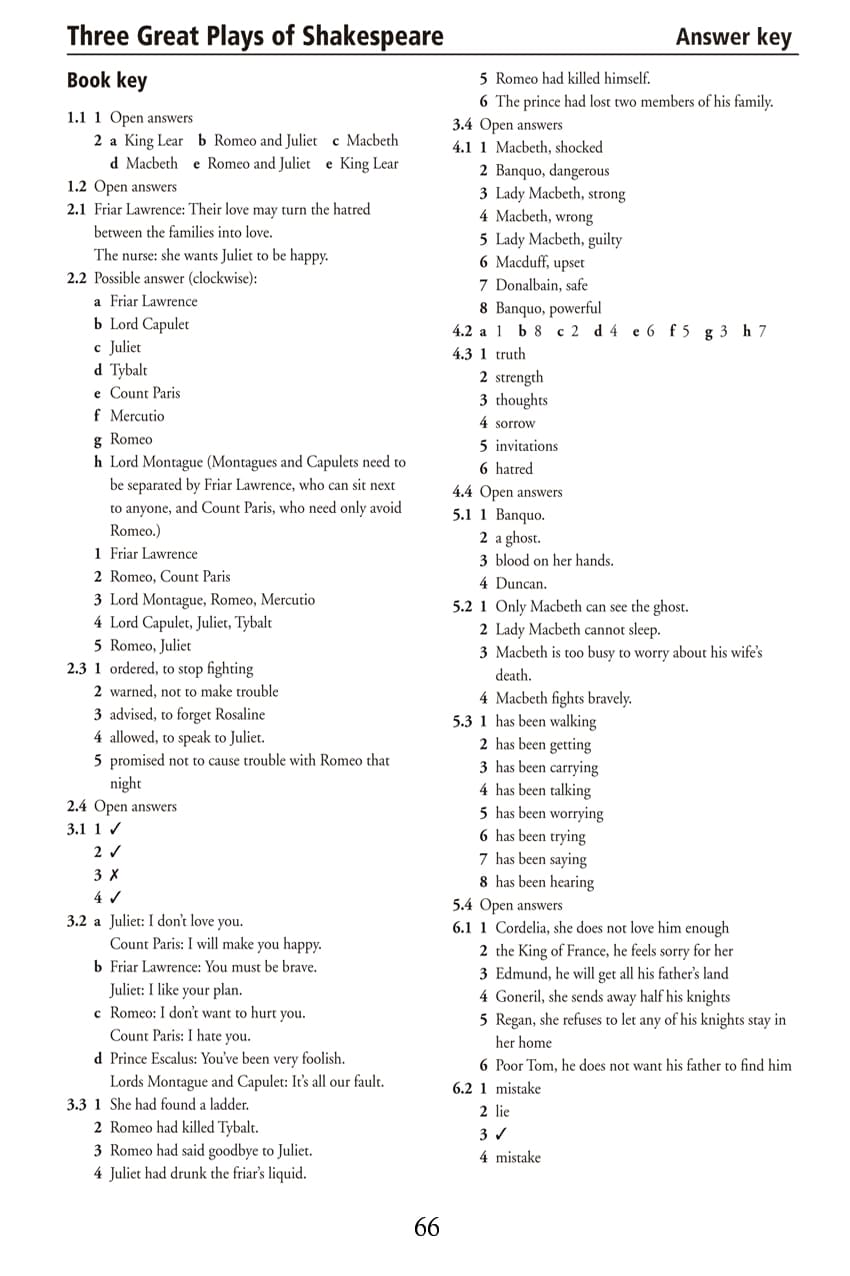 Three Great Plays of Shakespeare
Answer key
Book key
1.1 1 Open answers
2 a King Lear b Romeo and Juliet c Macbeth
d Macbeth e Romeo and Juliet e King Lear
1.2 Open answers
2.1 Friar Lawrence: Their love may turn the hatred
between the families into love.
The nurse: she wants Juliet to be happy.
2.2 Possible answer (clockwise):
a Friar Lawrence
b Lord Capulet
c Juliet
d Tybalt
e Count Paris
f Mercutio
g Romeo
h Lord Montague (Montagues and Capulets need to
be separated by Friar Lawrence, who can sit next
to anyone, and Count Paris, who need only avoid
Romeo.)
1 Friar Lawrence
2 Romeo, Count Paris
3 Lord Montague, Romeo, Mercutio
4 Lord Capulet, Juliet, Tybalt
5 Romeo, Juliet
2.3 1 ordered, to stop fighting
2 warned, not to make trouble
3 advised, to forget Rosaline
4 allowed, to speak to Juliet.
5 promised not to cause trouble with Romeo that
night
2.4 Open answers
3.1 1 ✓
2 ✓
3 ✗
4 ✓
3.2 a Juliet: I don't love you.
Count Paris: I will make you happy.
b Friar Lawrence: You must be brave.
Juliet: I like your plan.
c Romeo: I don't want to hurt you.
Count Paris: I hate you.
d Prince Escalus: You've been very foolish.
Lords Montague and Capulet: It's all our fault.
3.3 1 She had found a ladder.
2 Romeo had killed Tybalt.
3 Romeo had said goodbye to Juliet.
4 Juliet had drunk the friar's liquid.
5 Romeo had killed himself.
6 The prince had lost two members of his family.
3.4 Open answers
4.1 1 Macbeth, shocked
2 Banquo, dangerous
3 Lady Macbeth, strong
4 Macbeth, wrong
5 Lady Macbeth, guilty
6 Macduff, upset
7 Donalbain, safe
8 Banquo, powerful
4.2 a 1 b 8 c 2 d 4 e 6 f 5 g 3 h 7
4.3 1 truth
2 strength
3 thoughts
4 sorrow
5 invitations
6 hatred
4.4 Open answers
5.1 1 Banquo.
2 a ghost.
3 blood on her hands.
4 Duncan.
5.2 1 Only Macbeth can see the ghost.
2 Lady Macbeth cannot sleep.
3 Macbeth is too busy to worry about his wife's
death.
4 Macbeth fights bravely.
5.3 1 has been walking
2 has been getting
3 has been carrying
4 has been talking
5 has been worrying
6 has been trying
7 has been saying
8 has been hearing
5.4 Open answers
6.1 1 Cordelia, she does not love him enough
2 the King of France, he feels sorry for her
3 Edmund, he will get all his father's land
4 Goneril, she sends away half his knights
5 Regan, she refuses to let any of his knights stay in
her home
6 Poor Tom, he does not want his father to find him
6.2 1 mistake
2 lie
3 ✓
4 mistake
66